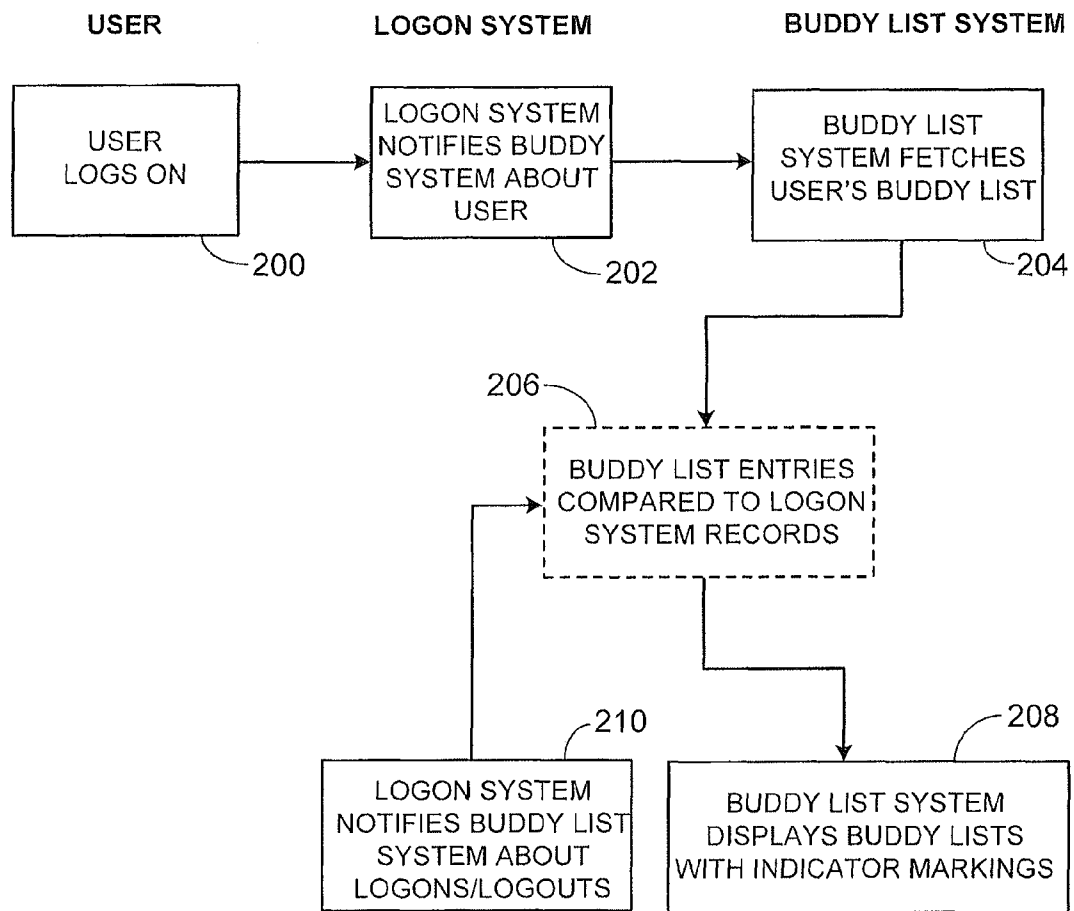 USER
LOGON SYSTEM
BUDDY LIST SYSTEM
USER
LOGS ON
200
LOGON SYSTEM
NOTIFIES BUDDY
SYSTEM ABOUT
USER
202
BUDDY LIST
SYSTEM FETCHES
USER'S BUDDY LIST
204
206
BUDDY LIST ENTRIES
COMPARED TO LOGON
SYSTEM RECORDS
210
LOGON SYSTEM
NOTIFIES BUDDY LIST
SYSTEM ABOUT
LOGONS/LOGOUTS
208
BUDDY LIST SYSTEM
DISPLAYS BUDDY LISTS
WITH INDICATOR MARKINGS